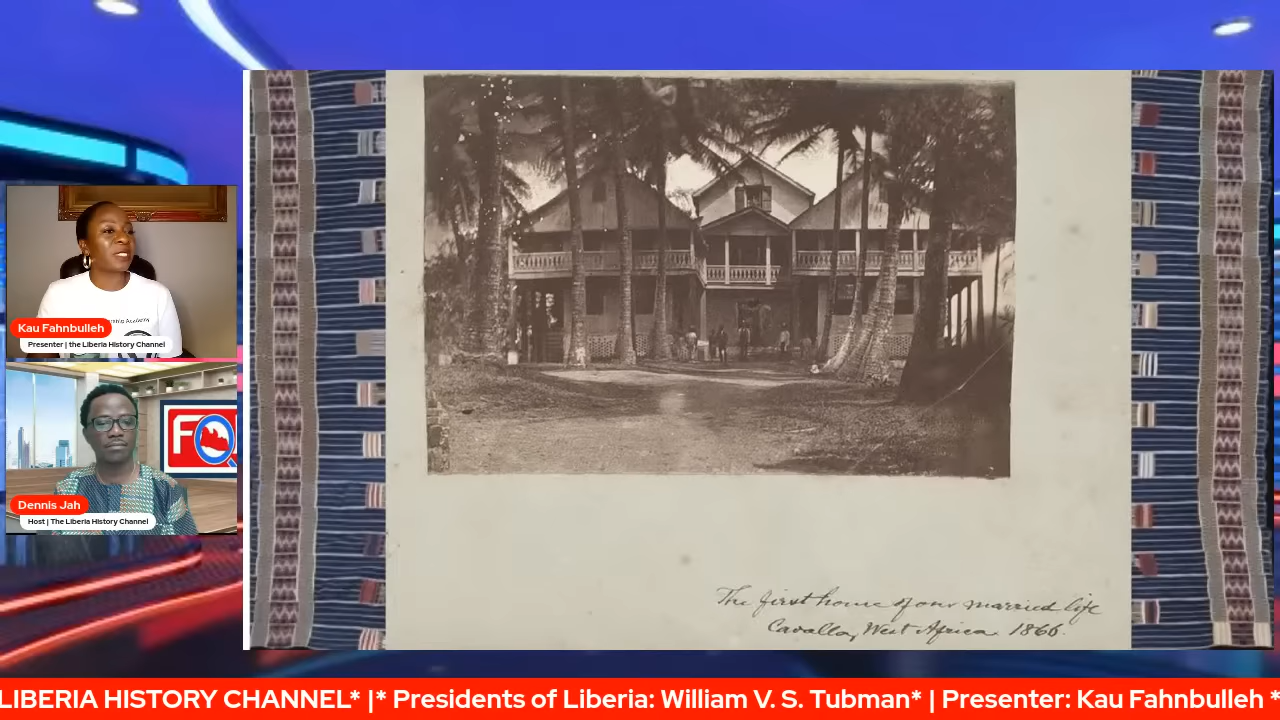 The first home of our married life
Cavalla, West Africa. 1866.
Kau Fahnbulleh
Presenter | the Liberia History Channel
Dennis Jah
Host | The Liberia History Channel
LIBERIA HISTORY CHANNEL* |* Presidents of Liberia: William V. S. Tubman* | Presenter: Kau Fahnbulleh *